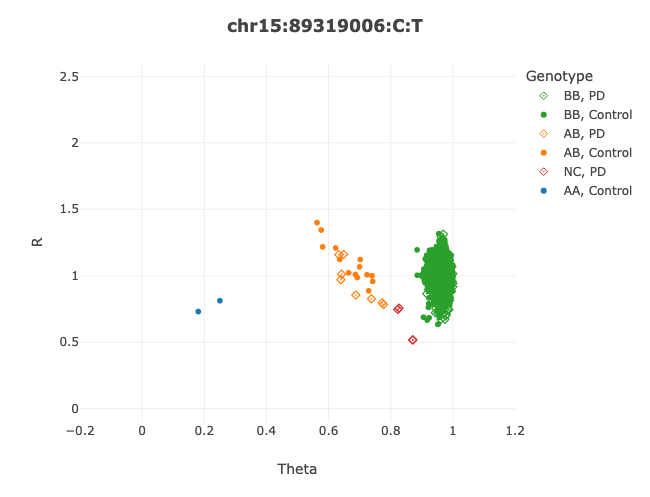 chr15:89319006:C:T
Genotype
BB, PD
BB, Control
AB, PD
AB, Control
NC, PD
AA, Control
R
2.5
2
1.5
1
0.5
0
−0.2
0
0.2
0.4
0.6
0.8
1
1.2
Theta